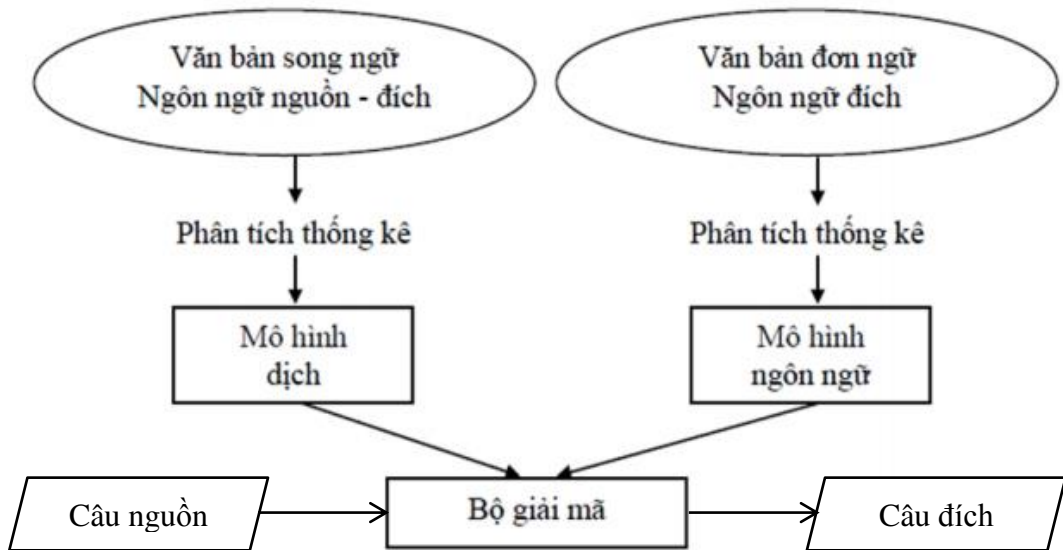 Văn bản song ngữ
Ngôn ngữ nguồn - đích
Văn bản đơn ngữ
Ngôn ngữ đích
Phân tích thống kê
Phân tích thống kê
Mô hình
dịch
Mô hình
ngôn ngữ
Câu nguồn
Bộ giải mã
Câu đích